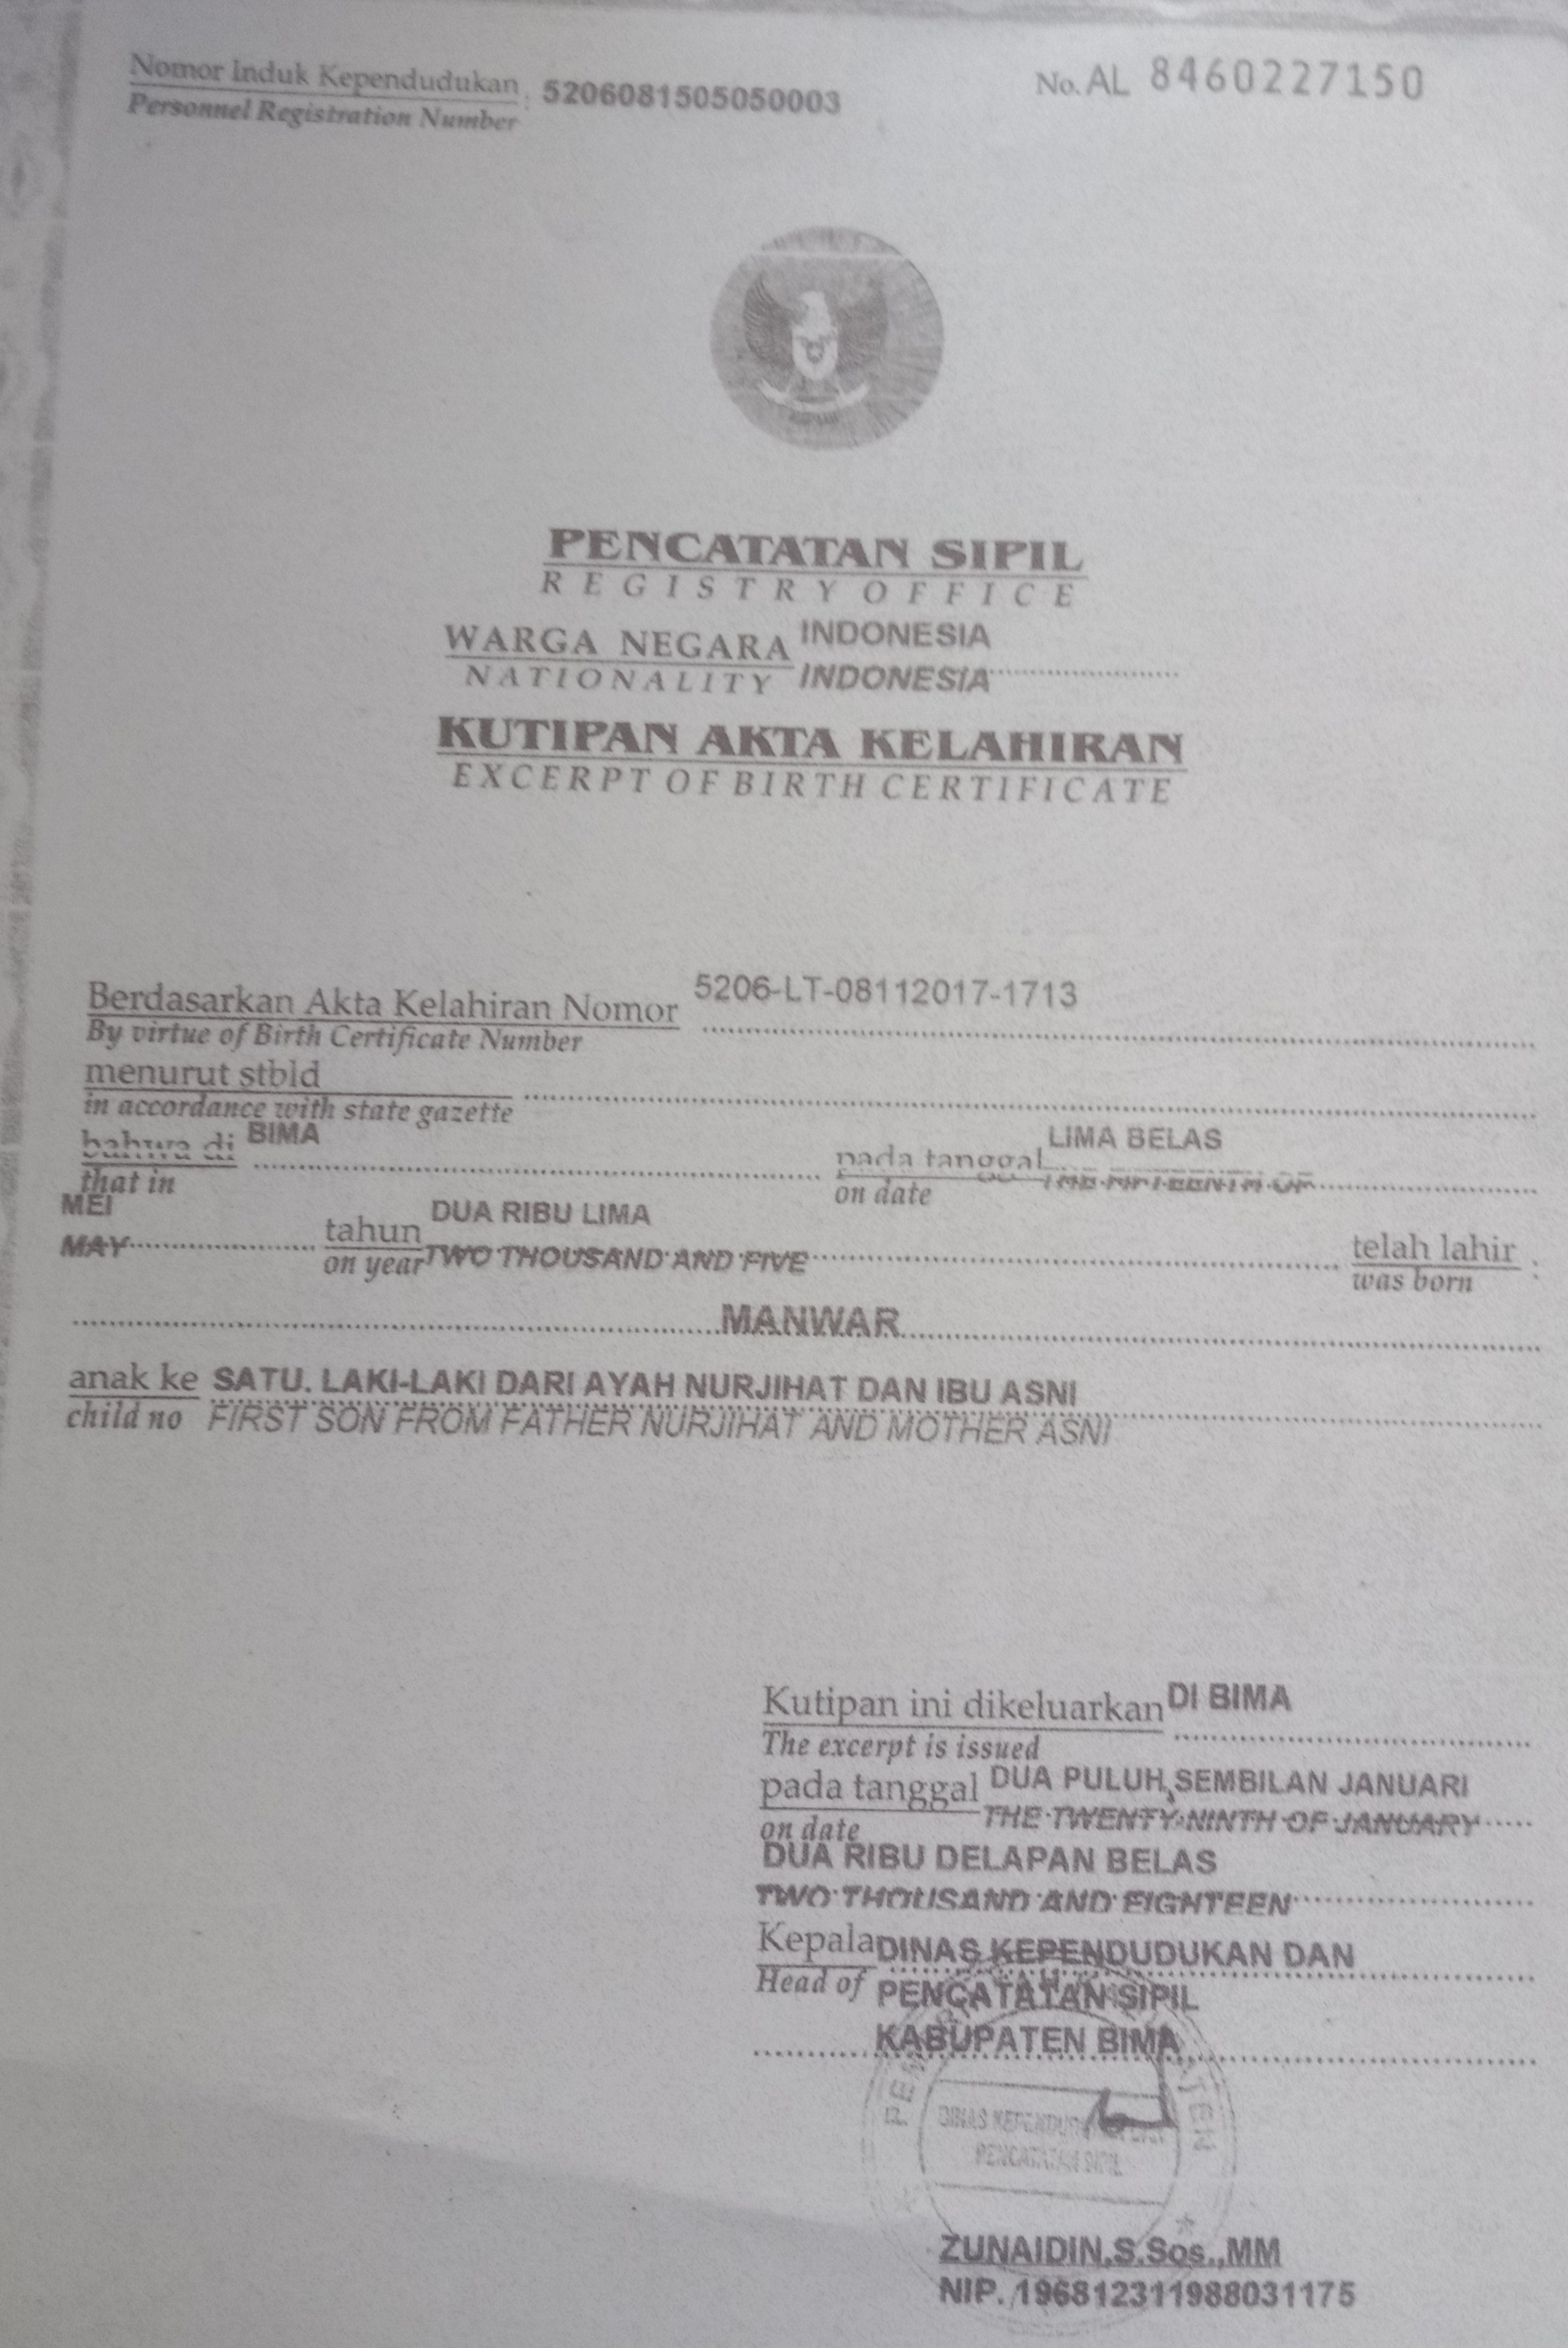 Nomor Induk Kependudukan : 5206081505050003
Personnel Registration Number
No. AL 8460227150
PENCATATAN SIPIL
REGISTRY OFFICE
WARGA NEGARA INDONESIA
NATIONALITY INDONESIA
KUTIPAN AKTA KELAHIRAN
EXCERPT OF BIRTH CERTIFICATE
Berdasarkan Akta Kelahiran Nomor 5206-LT-08112017-1713
By virtue of Birth Certificate Number
menurut stbld
in accordance with state gazette
bahwa di BIMA pada tanggal LIMA BELAS
that in on date THE FIFTEENTH OF
MEI tahun DUA RIBU LIMA telah lahir :
MAY on year TWO THOUSAND AND FIVE was born
MANWAR
anak ke SATU. LAKI-LAKI DARI AYAH NURJIHAT DAN IBU ASNI
child no FIRST SON FROM FATHER NURJIHAT AND MOTHER ASNI
Kutipan ini dikeluarkan DI BIMA
The excerpt is issued
pada tanggal DUA PULUH SEMBILAN JANUARI
on date THE TWENTY-NINTH OF JANUARY
DUA RIBU DELAPAN BELAS
TWO THOUSAND AND EIGHTEEN
Kepala DINAS KEPENDUDUKAN DAN
Head of PENCATATAN SIPIL
KABUPATEN BIMA
DINAS
PENCATATAN SIPIL
ZUNAIDIN,S.Sos.,MM
NIP. 196812311988031175